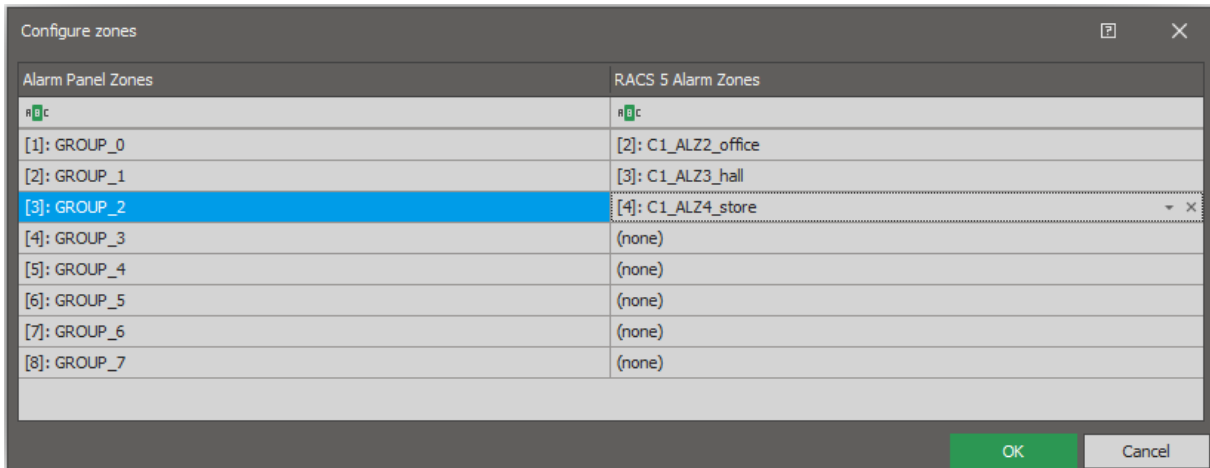 Configure zones
Alarm Panel Zones RACS 5 Alarm Zones
ABC ABC
[1]: GROUP_0 [2]: C1_ALZ2_office
[2]: GROUP_1 [3]: C1_ALZ3_hall
[3]: GROUP_2 [4]: C1_ALZ4_store
[4]: GROUP_3 (none)
[5]: GROUP_4 (none)
[6]: GROUP_5 (none)
[7]: GROUP_6 (none)
[8]: GROUP_7 (none)
OK Cancel